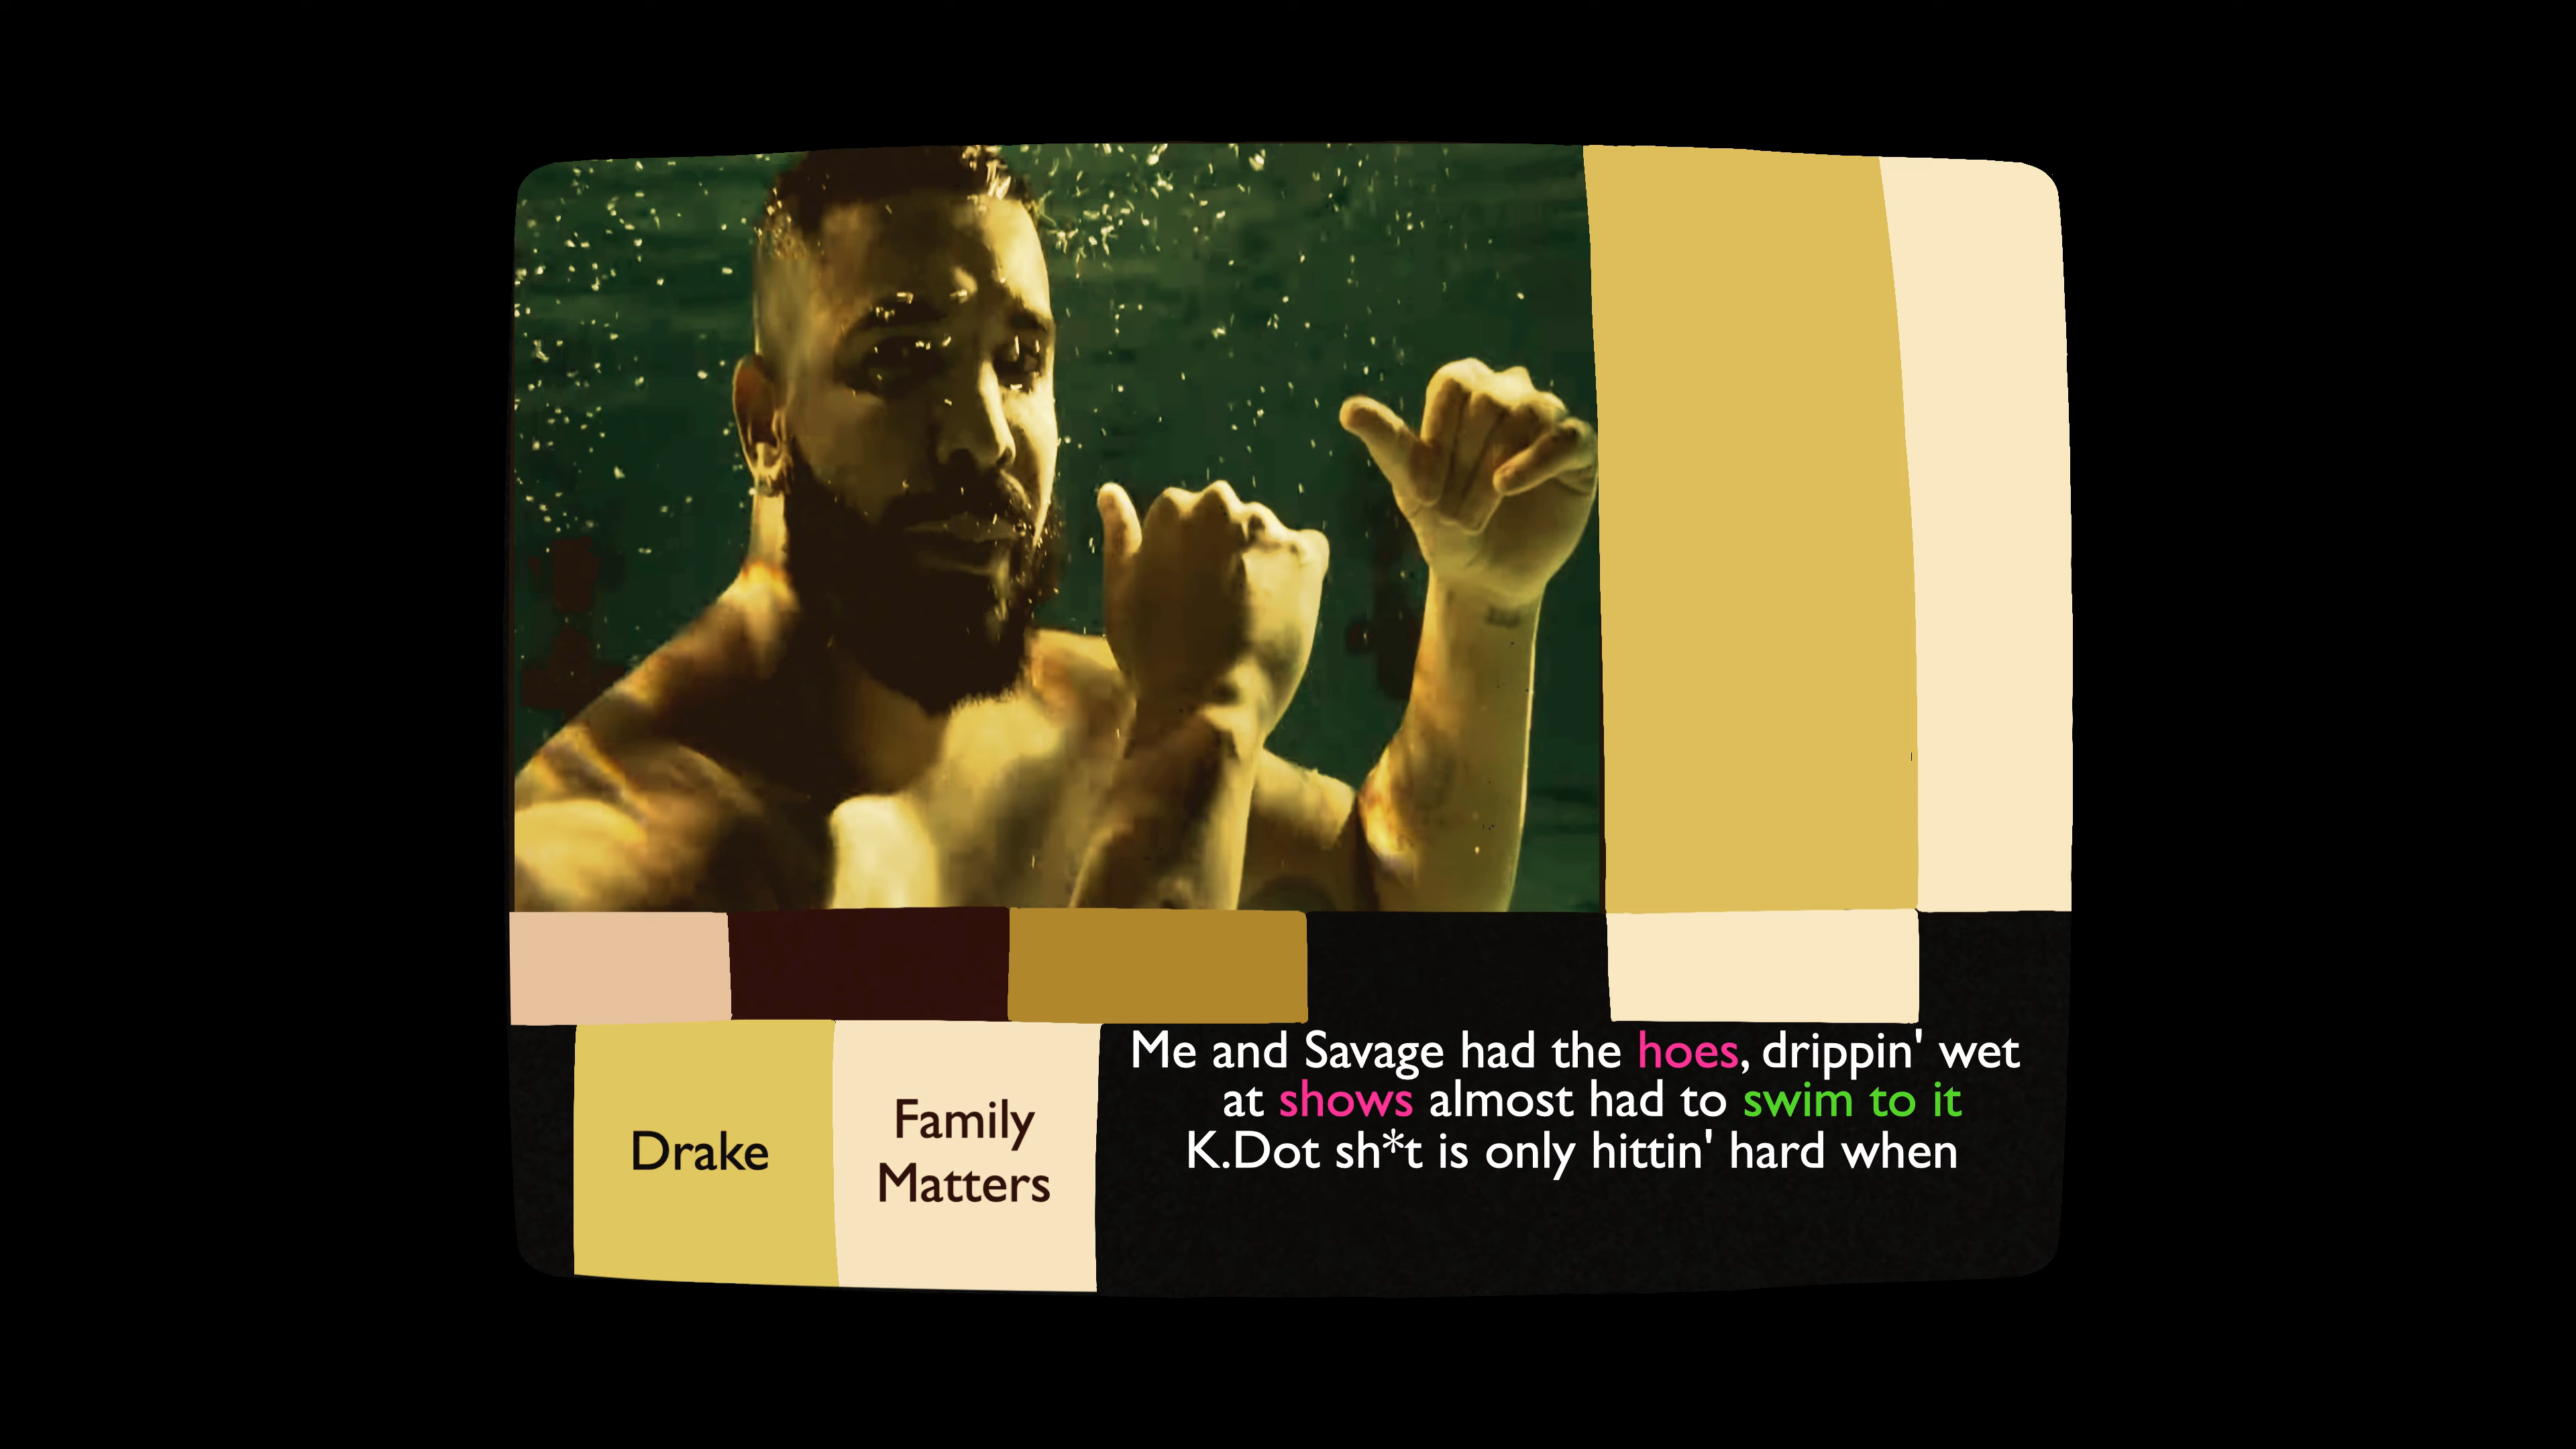 Drake
Family
Matters
Me and Savage had the hoes, drippin' wet
at shows almost had to swim to it
K.Dot sh*t is only hittin' hard when